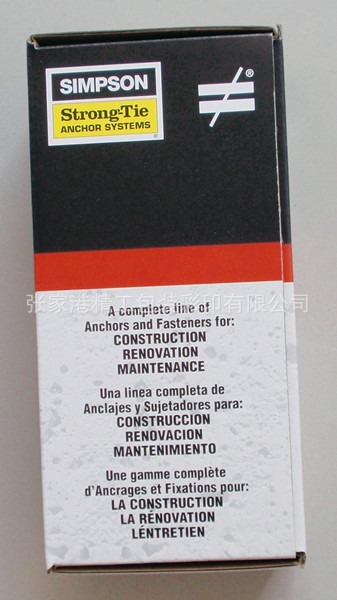 SIMPSON
Strong-Tie
ANCHOR SYSTEMS
®
®
张家港精工包装彩印有限公司
A complete line of
Anchors and Fasteners for:
CONSTRUCTION
RENOVATION
MAINTENANCE
Una linea completa de
Anclajes y Sujetadores para:
CONSTRUCCION
RENOVACION
MANTENIMIENTO
Une gamme complète
d'Ancrages et Fixations pour:
LA CONSTRUCTION
LA RÉNOVATION
LÉNTRETIEN